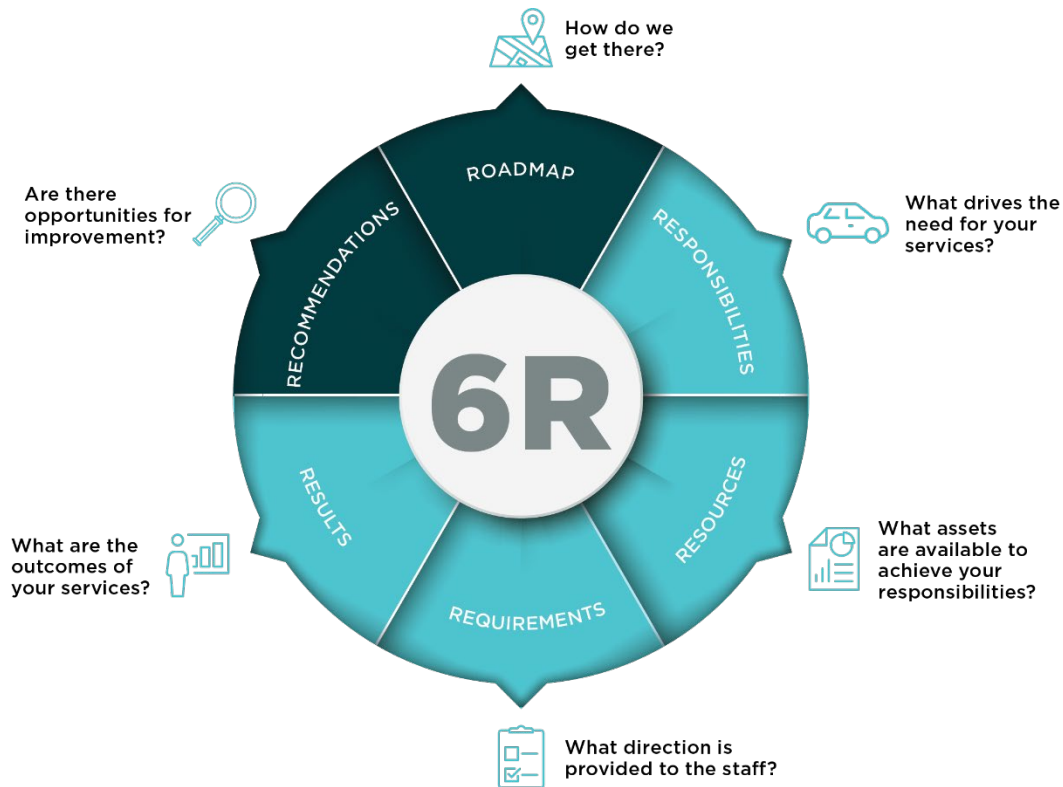 How do we
get there?
ROADMAP
What drives the
need for your
services?
RESPONSIBILITIES
What assets
are available to
achieve your
responsibilities?
RESOURCES
What direction is
provided to the staff?
REQUIREMENTS
What are the
outcomes of
your services?
RESULTS
Are there
opportunities for
improvement?
RECOMMENDATIONS
6R